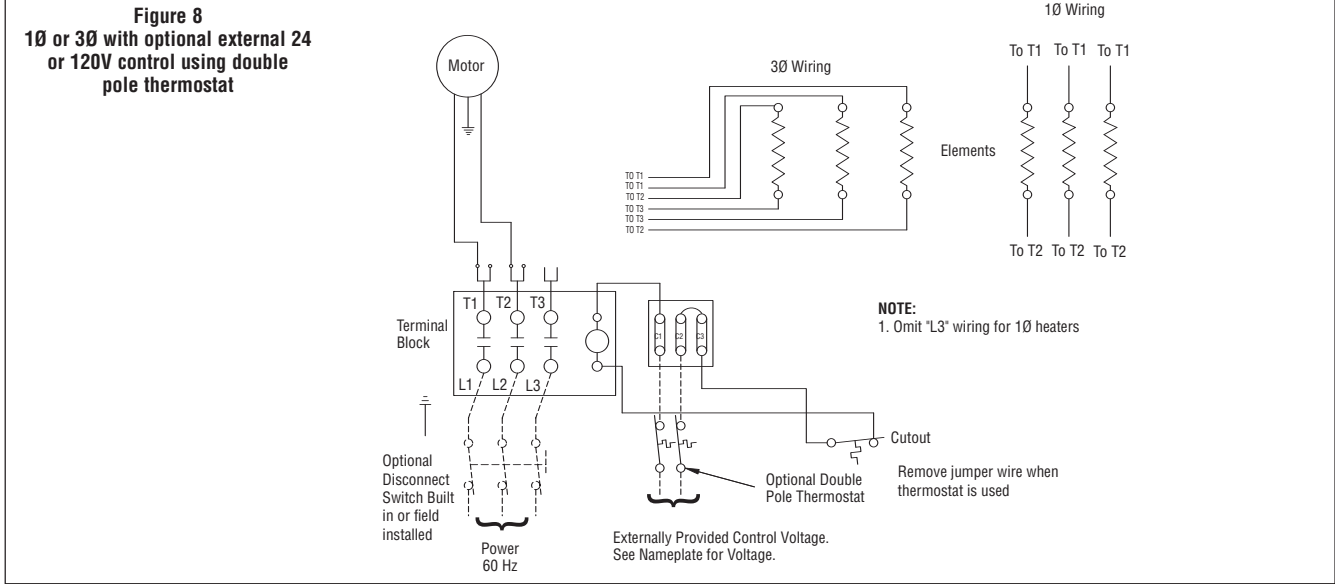 Figure 8
1Ø or 3Ø with optional external 24
or 120V control using double
pole thermostat
Motor
3Ø Wiring
1Ø Wiring
To T1 To T1 To T1
Elements
TO T1
TO T1
TO T2
TO T3
TO T3
TO T2
To T2 To T2 To T2
T1 T2 T3
Terminal
Block
L1 L2 L3
C1 C2 C3
NOTE:
1. Omit "L3" wiring for 1Ø heaters
Cutout
Optional
Disconnect
Switch Built
in or field
installed
Power
60 Hz
Optional Double
Pole Thermostat
Remove jumper wire when
thermostat is used
Externally Provided Control Voltage.
See Nameplate for Voltage.